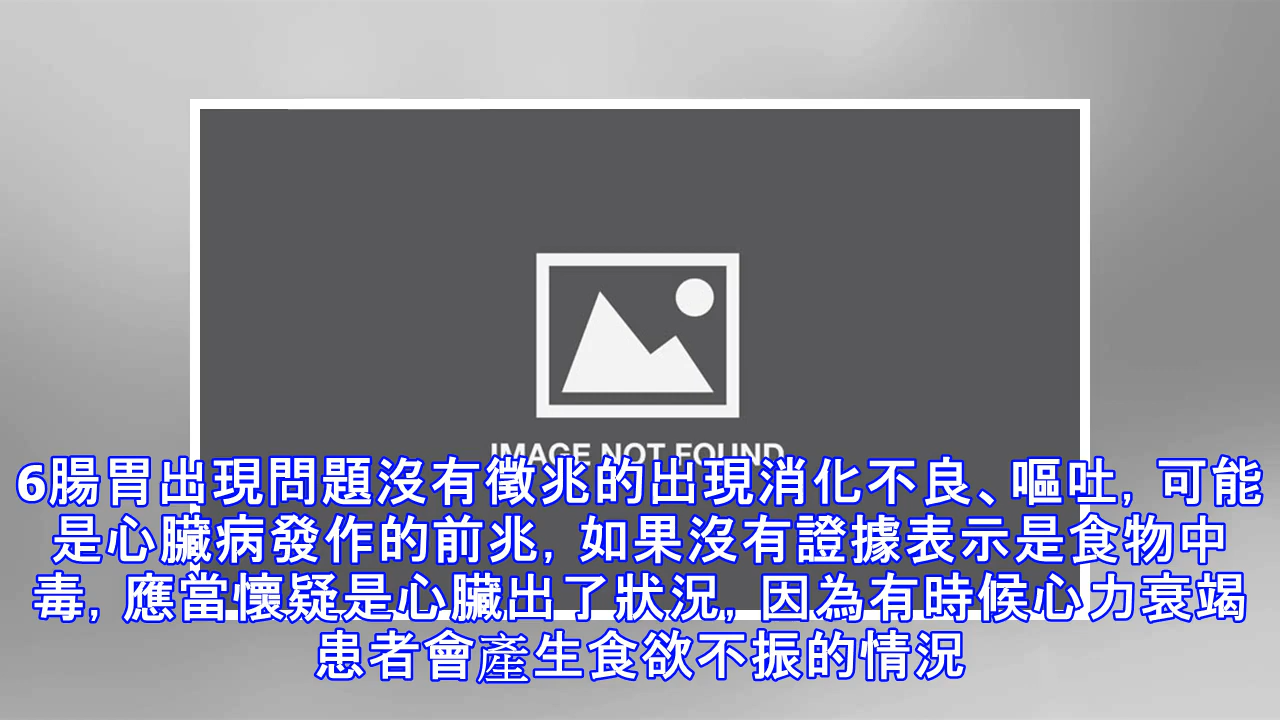 IMAGE NOT FOUND
6腸胃出現問題沒有徵兆的出現消化不良、嘔吐, 可能
是心臟病發作的前兆, 如果沒有證據表示是食物中
毒, 應當懷疑是心臟出了狀況, 因為有時候心力衰竭
患者會產生食欲不振的情況